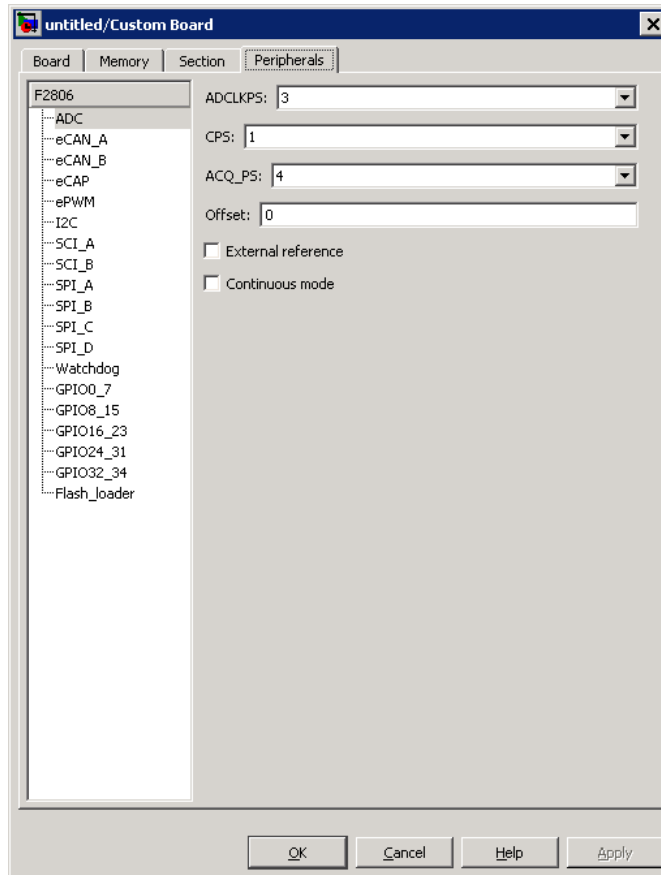 untitled/Custom Board
Board Memory Section Peripherals
F2806
ADC
eCAN_A
eCAN_B
eCAP
ePWM
I2C
SCI_A
SCI_B
SPI_A
SPI_B
SPI_C
SPI_D
Watchdog
GPIO0_7
GPIO8_15
GPIO16_23
GPIO24_31
GPIO32_34
Flash_loader
ADCLKPS: 3
CPS: 1
ACQ_PS: 4
Offset: 0
External reference
Continuous mode
OK Cancel Help Apply